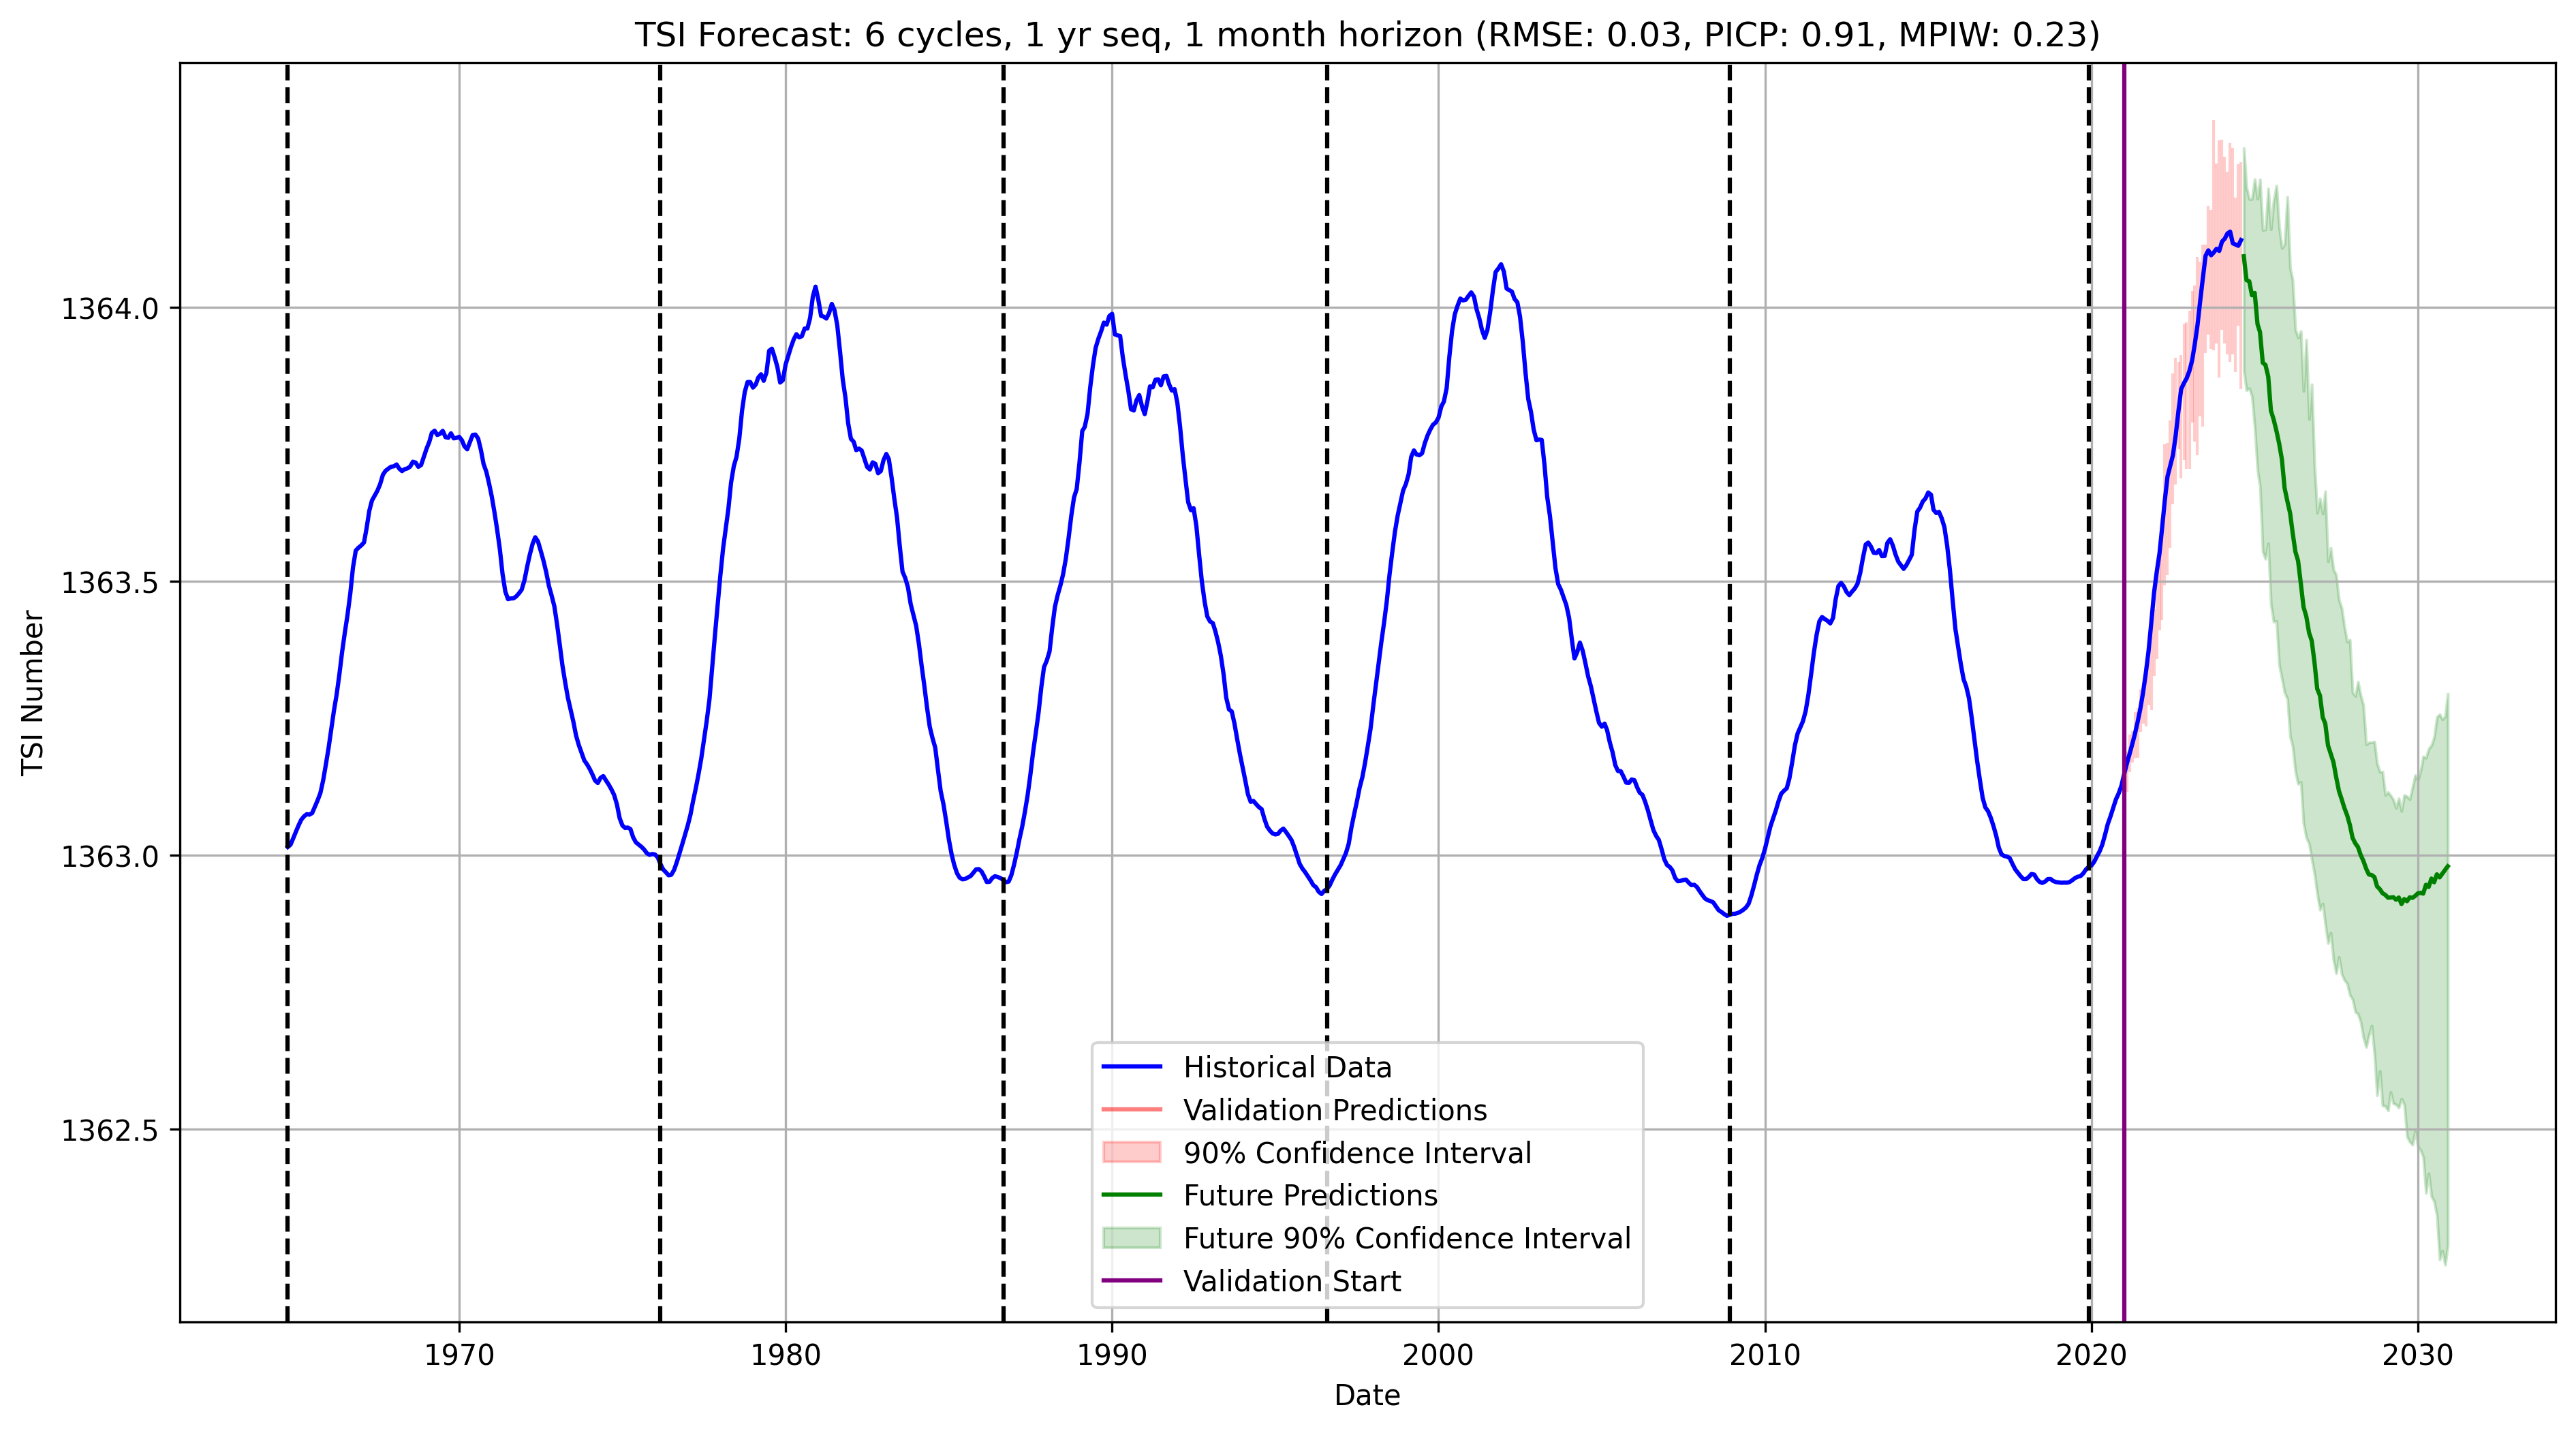 TSI Forecast: 6 cycles, 1 yr seq, 1 month horizon (RMSE: 0.03, PICP: 0.91, MPIW: 0.23)
TSI Number
1364.0
1363.5
1363.0
1362.5
Historical Data
Validation Predictions
90% Confidence Interval
Future Predictions
Future 90% Confidence Interval
Validation Start
1970 1980 1990 2000 2010 2020 2030
Date